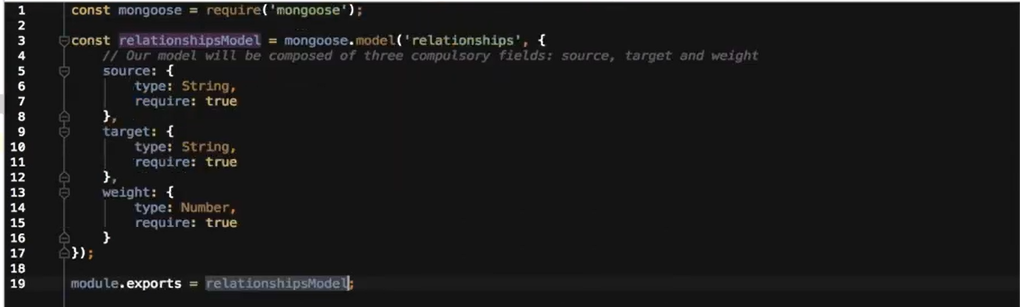 1 const mongoose = require('mongoose');
2
3 const relationshipsModel = mongoose.model('relationships', {
4 // Our model will be composed of three compulsory fields: source, target and weight
5 source: {
6 type: String,
7 require: true
8 },
9 target: {
10 type: String,
11 require: true
12 },
13 weight: {
14 type: Number,
15 require: true
16 }
17 });
18
19 module.exports = relationshipsModel;